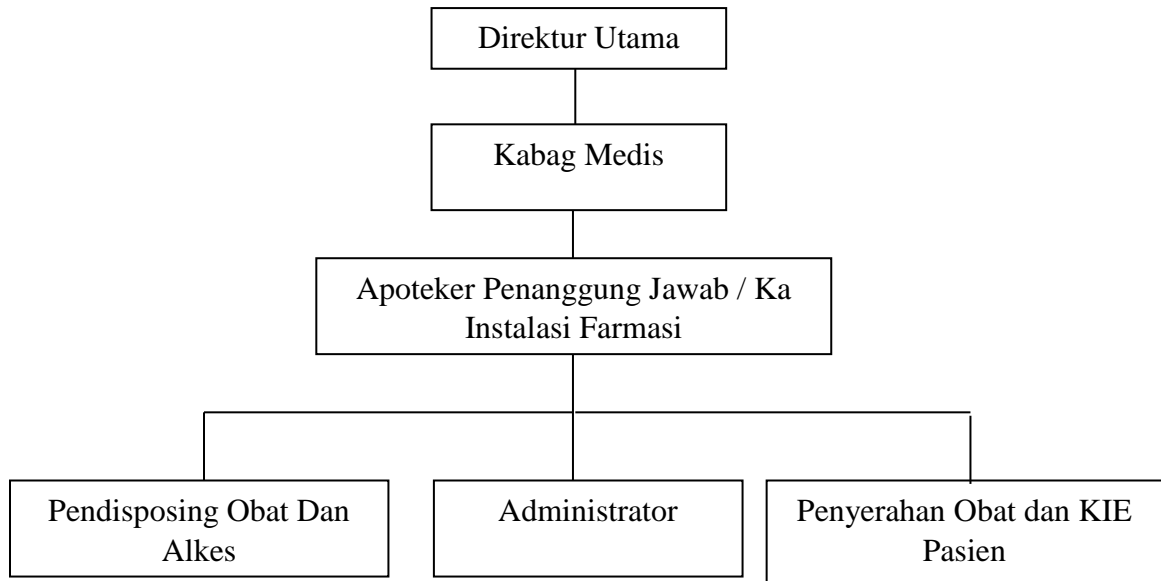 Direktur Utama
Kabag Medis
Apoteker Penanggung Jawab / Ka
Instalasi Farmasi
Pendisposing Obat Dan
Alkes
Administrator
Penyerahan Obat dan KIE
Pasien